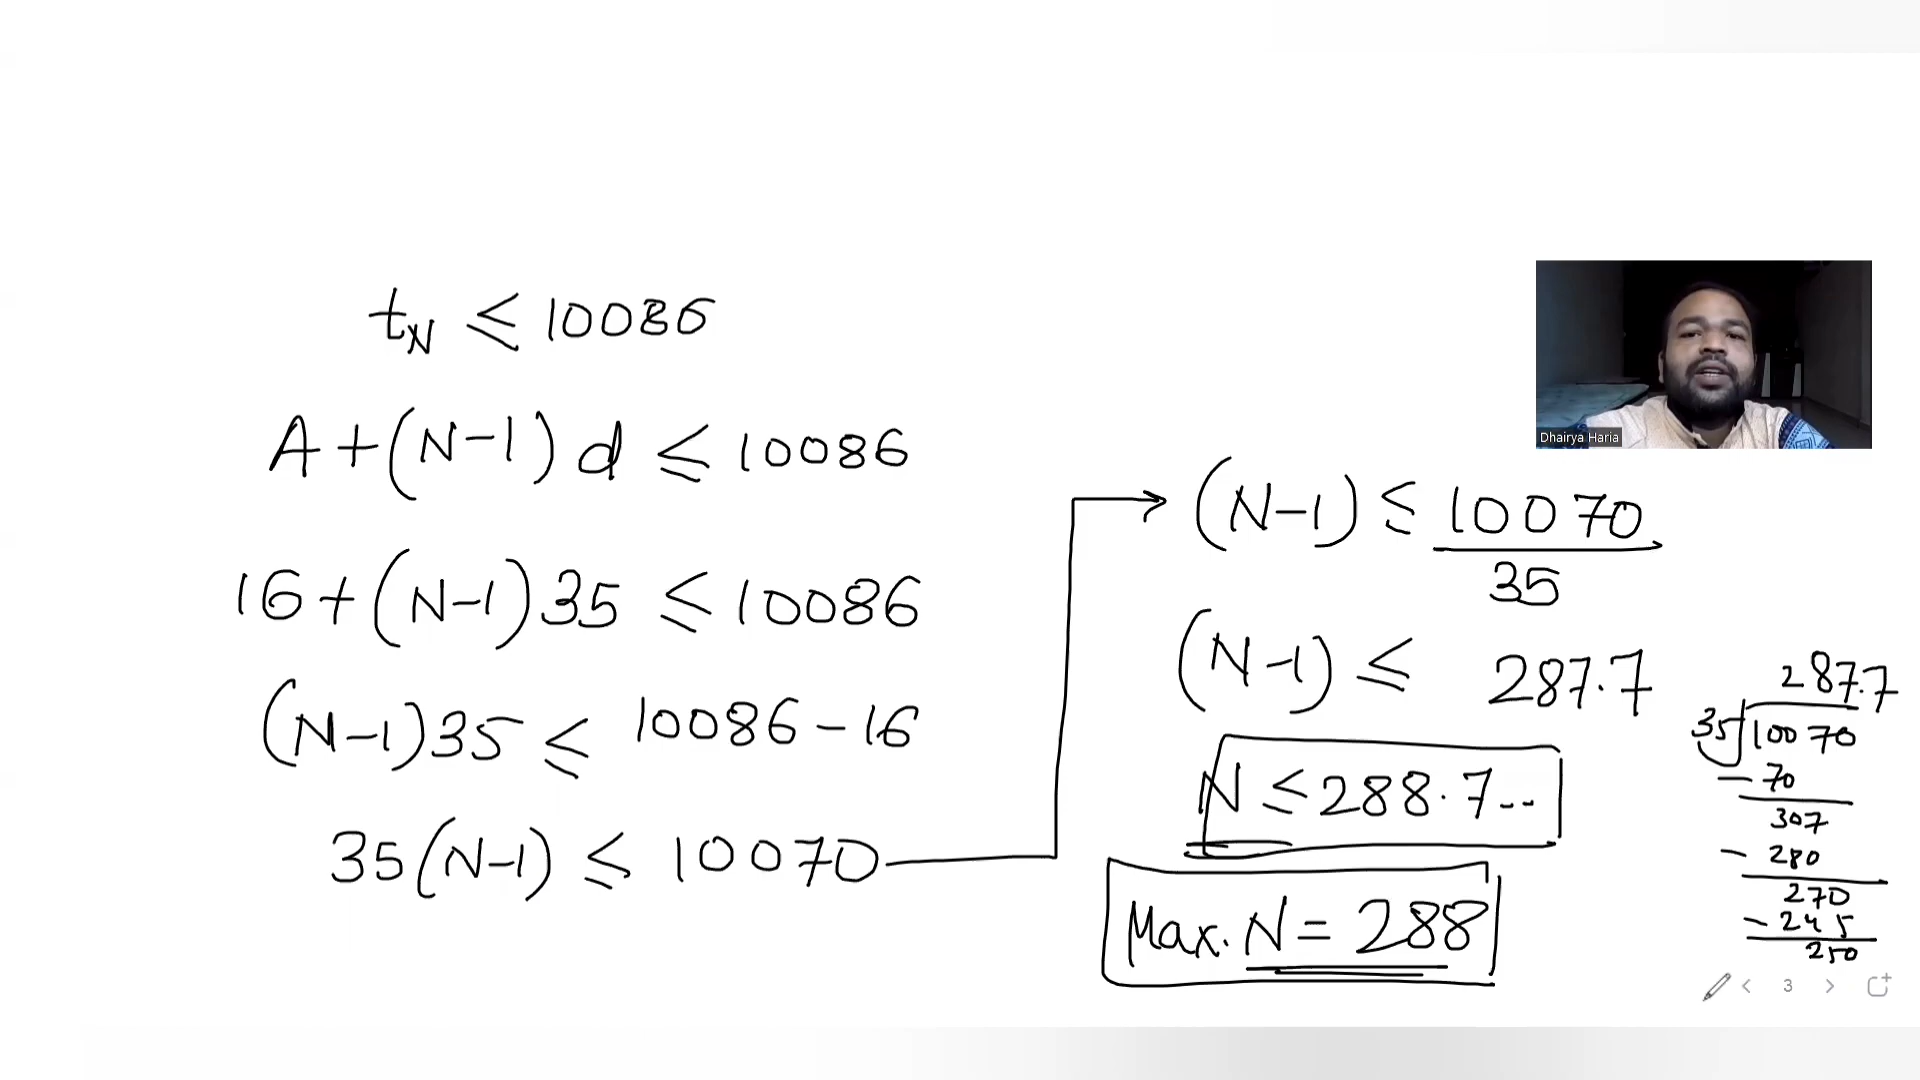 t_N ≤ 10086
A+(N-1)d ≤ 10086
16+(N-1)35 ≤ 10086
(N-1)35 ≤ 10086-16
35(N-1) ≤ 10070
Dhairya Haria
(N-1) ≤ 10070
35
(N-1) ≤ 287.7
N ≤ 288.7..
Max. N = 288
287.7
35 10070
- 70
307
- 280
270
- 245
250
< 3 >